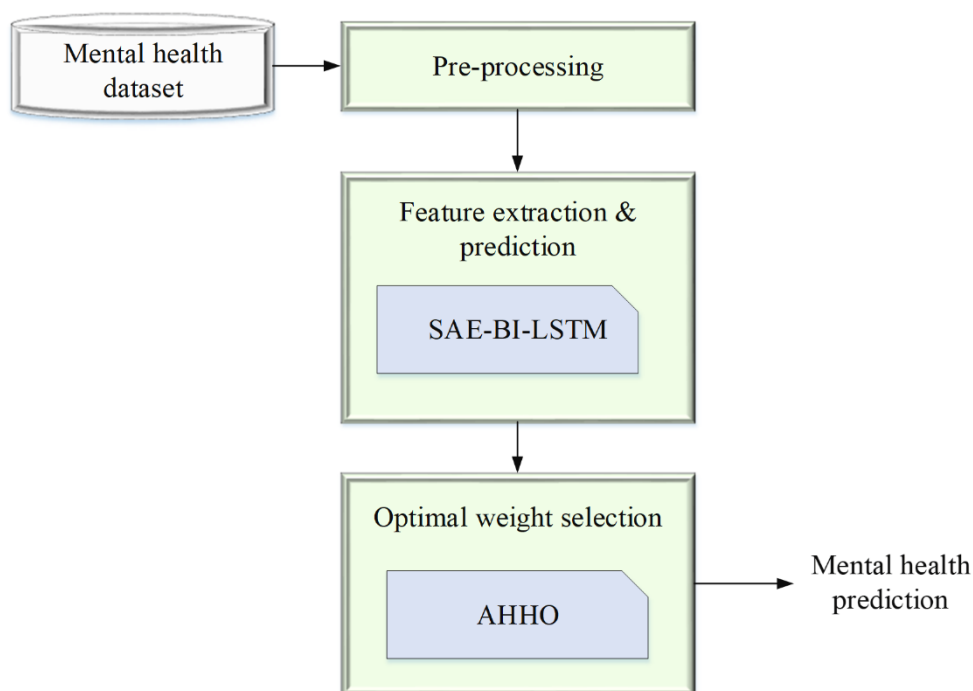 Mental health
dataset
Pre-processing
Feature extraction &
prediction
SAE-BI-LSTM
Optimal weight selection
AHHO
Mental health
prediction